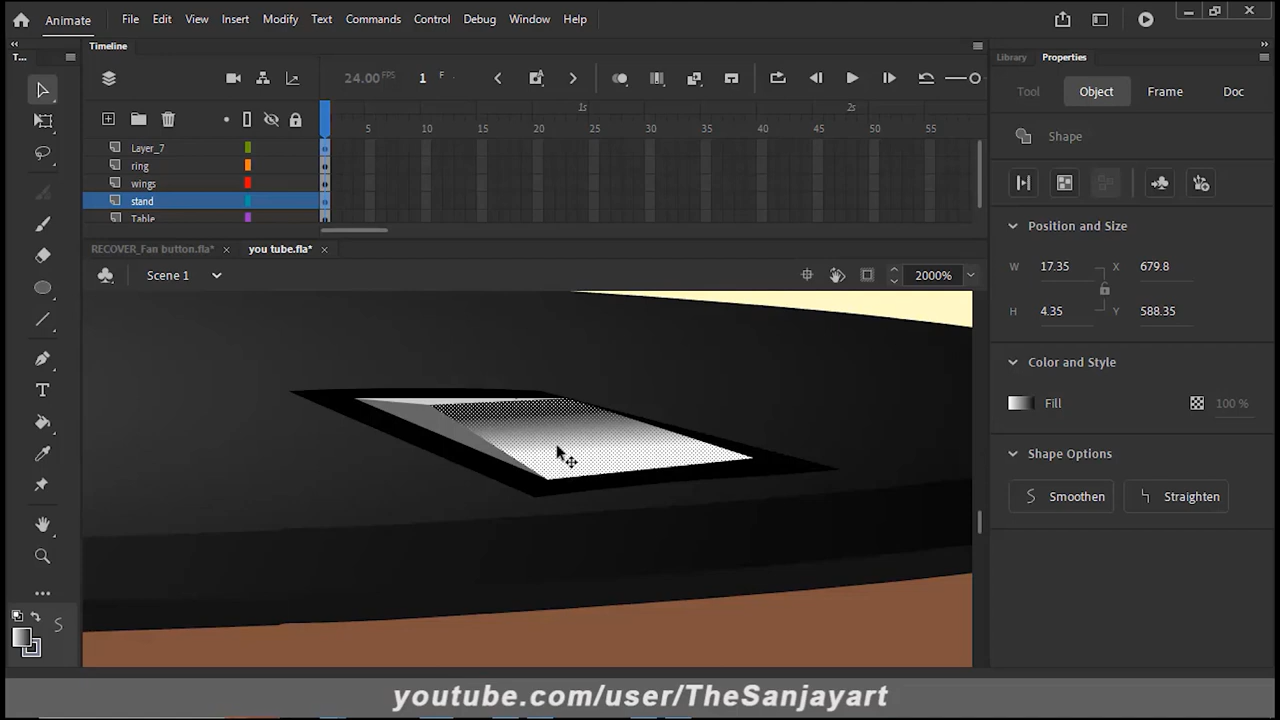 Animate File Edit View Insert Modify Text Commands Control Debug Window Help
Timeline
T...
24.00 FPS 1 F
1s 2s
5 10 15 20 25 30 35 40 45 50 55
Layer_7
ring
wings
stand
Table
RECOVER_Fan button.fla* you tube.fla*
Scene 1 2000%
Library Properties
Tool Object Frame Doc
Shape
Position and Size
W 17.35 X 679.8
H 4.35 Y 588.35
Color and Style
Fill 100 %
Shape Options
Smoothen Straighten
youtube.com/user/TheSanjayart